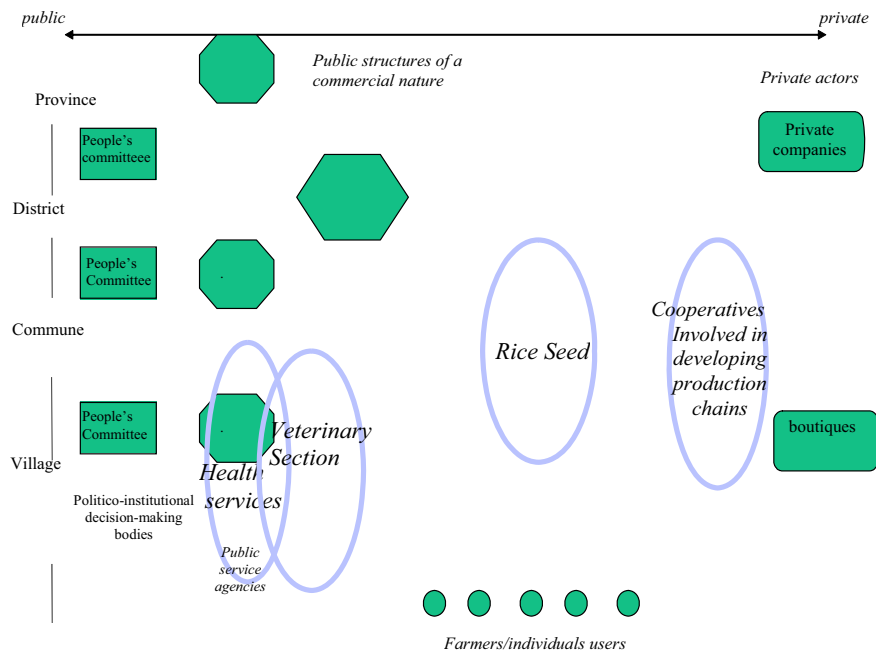 public
private
Public structures of a
commercial nature
Private actors
Province
People's
committeee
Private
companies
District
People's
Committee
Commune
Cooperatives
Involved in
developing
production
chains
Rice Seed
People's
Committee
Veterinary
Section
boutiques
Village
Health
services
Politico-institutional
decision-making
bodies
Public
service
agencies
Farmers/individuals users